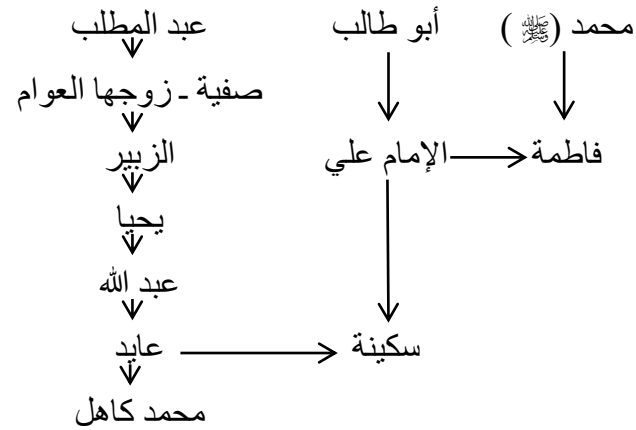 محمد (ﷺ) أبو طالب عبد المطلب
صفية ـ زوجها العوام
فاطمة الإمام علي الزبير
يحيا
عبد الله
سكينة عايد
محمد كاهل